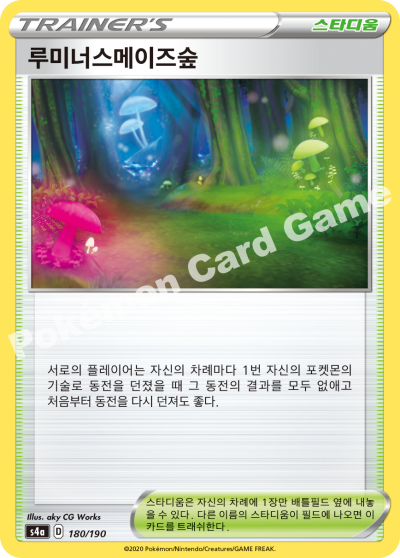 TRAINER'S
스타디움
루미너스메이즈숲
Pokémon Card Game
서로의 플레이어는 자신의 차례마다 1번 자신의 포켓몬의
기술로 동전을 던졌을 때 그 동전의 결과를 모두 없애고
처음부터 동전을 다시 던져도 좋다.
Illus. aky CG Works
스타디움은 자신의 차례에 1장만 배틀필드 옆에 내놓
을 수 있다. 다른 이름의 스타디움이 필드에 나오면 이
카드를 트래쉬한다.
s4a D 180/190
©2020 Pokémon/Nintendo/Creatures/GAME FREAK.